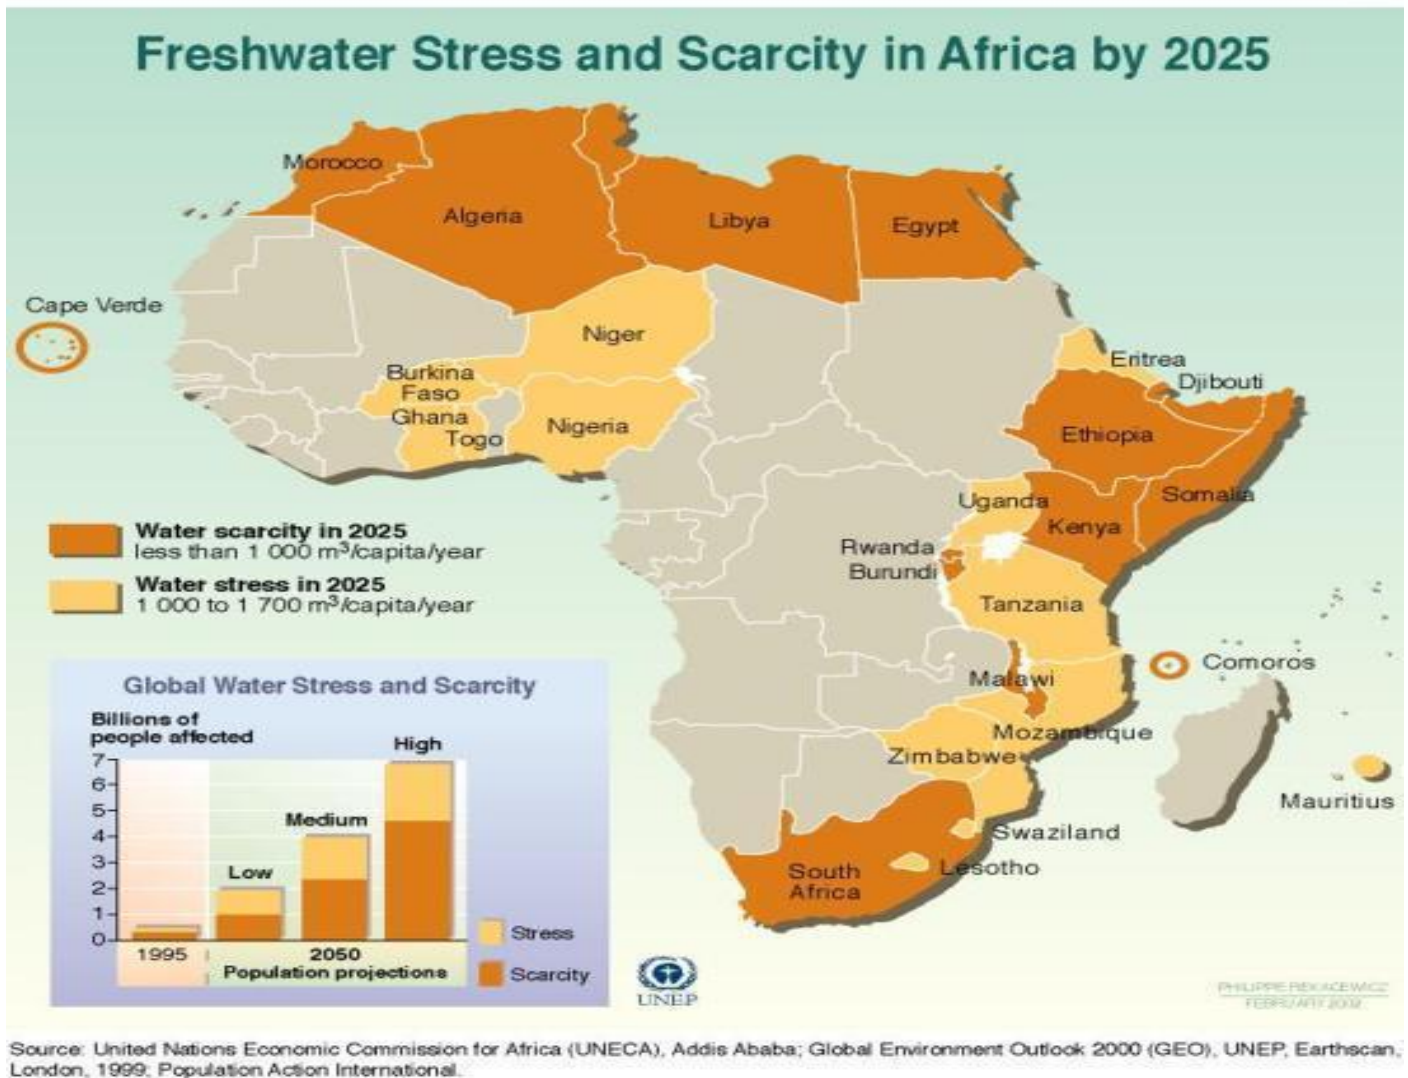 Freshwater Stress and Scarcity in Africa by 2025
Morocco
Algeria
Libya
Egypt
Cape Verde
Niger
Burkina
Faso
Ghana
Togo
Nigeria
Eritrea
Djibouti
Ethiopia
Somalia
Uganda
Kenya
Rwanda
Burundi
Tanzania
Comoros
Malawi
Mozambique
Zimbabwe
Mauritius
Swaziland
Lesotho
South
Africa
Water scarcity in 2025
less than 1 000 m³/capita/year
Water stress in 2025
1 000 to 1 700 m³/capita/year
Global Water Stress and Scarcity
Billions of
people affected
7
6
5
4
3
2
1
0
Low
Medium
High
1995
2050
Population projections
Stress
Scarcity
UNEP
PHILIPPE REKACEWICZ
FEBRUARY 2002
Source: United Nations Economic Commission for Africa (UNECA), Addis Ababa; Global Environment Outlook 2000 (GEO), UNEP, Earthscan,
London, 1999; Population Action International.